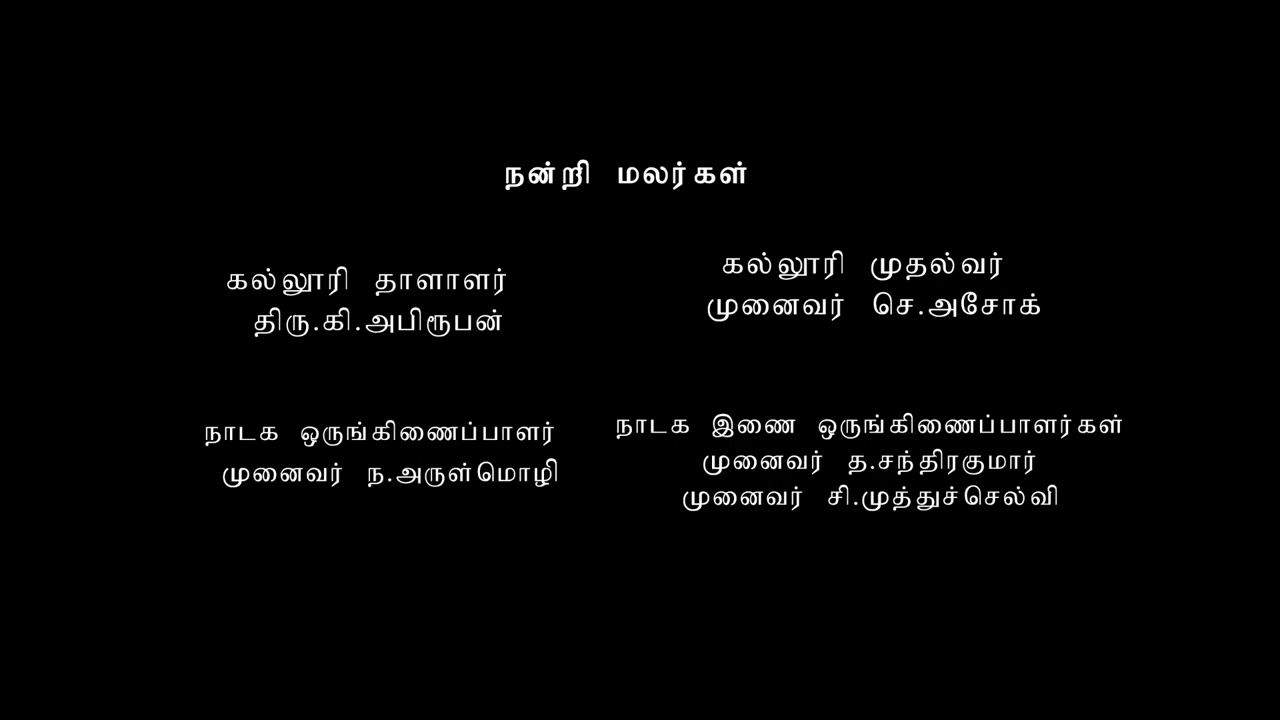 நன்றி மலர்கள்
கல்லூரி தாளாளர்
திரு.கி.அபிரூபன்
கல்லூரி முதல்வர்
முனைவர் செ.அசோக்
நாடக ஒருங்கிணைப்பாளர்
முனைவர் ந.அருள்மொழி
நாடக இணை ஒருங்கிணைப்பாளர்கள்
முனைவர் த.சந்திரகுமார்
முனைவர் சி.முத்துச்செல்வி